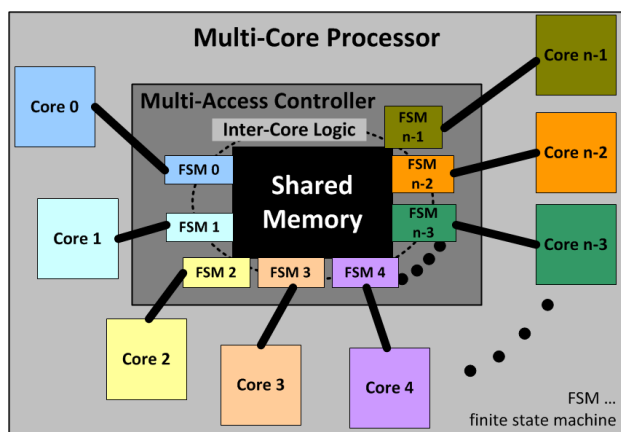 Multi-Core Processor
Core n-1
Core 0
Multi-Access Controller
FSM
n-1
Inter-Core Logic
Core n-2
FSM 0
Shared
Memory
FSM
n-2
Core 1
FSM 1
FSM
n-3
Core n-3
FSM 2
FSM 3
FSM 4
Core 2
Core 3
Core 4
FSM ...
finite state machine